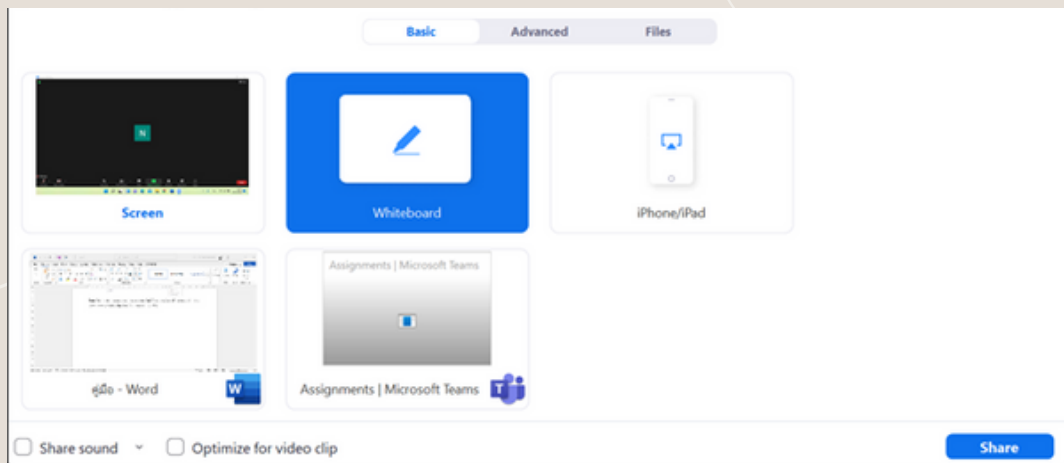 Basic Advanced Files
N
Screen
Whiteboard
iPhone/iPad
คู่มือ - Word
W
Assignments | Microsoft Teams
Assignments | Microsoft Teams
T
Share sound
Optimize for video clip
Share